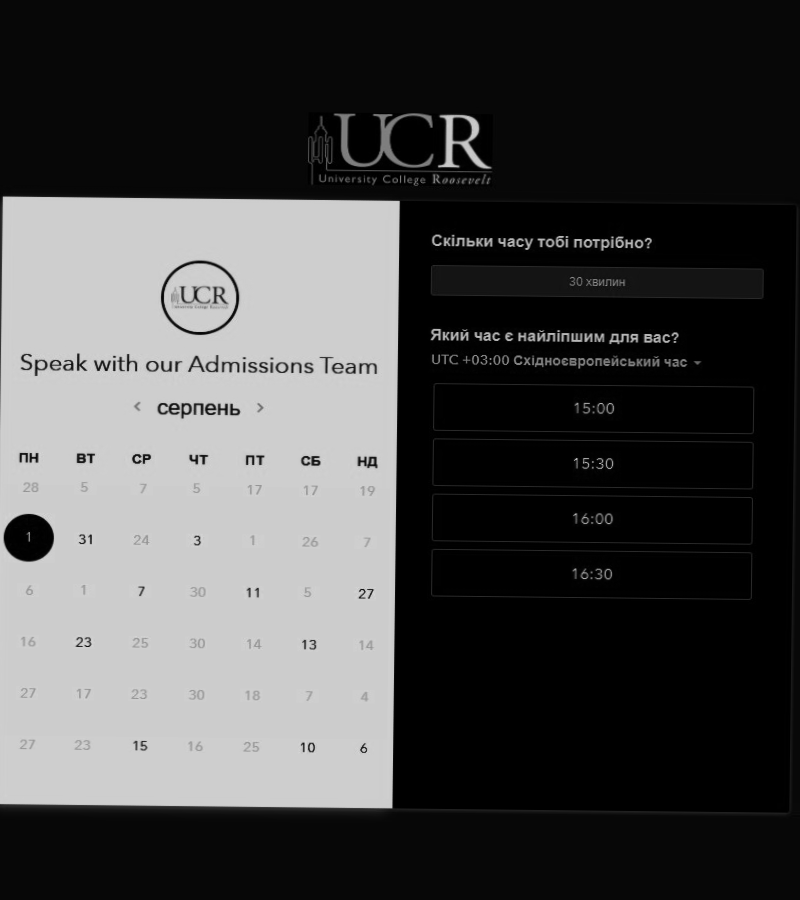 UCR
University College Roosevelt
UCR
University College Roosevelt
Speak with our Admissions Team
серпень
ПН ВТ СР ЧТ ПТ СБ НД
28 5 7 5 17 17 19
1 31 24 3 1 26 7
6 1 7 30 11 5 27
16 23 25 30 14 13 14
27 17 23 30 18 7 4
27 23 15 16 25 10 6
Скільки часу тобі потрібно?
30 хвилин
Який час є найліпшим для вас?
UTC +03:00 Східноєвропейський час
15:00
15:30
16:00
16:30